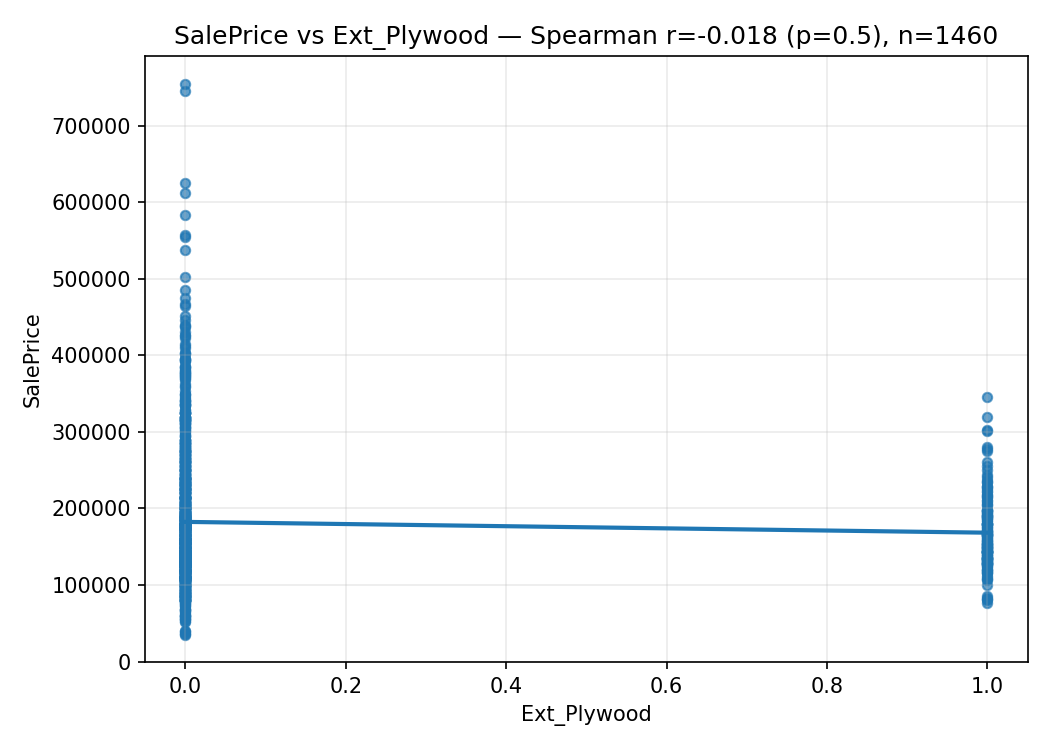 SalePrice vs Ext_Plywood — Spearman r=-0.018 (p=0.5), n=1460
700000
600000
500000
400000
300000
200000
100000
0
SalePrice
0.0 0.2 0.4 0.6 0.8 1.0
Ext_Plywood